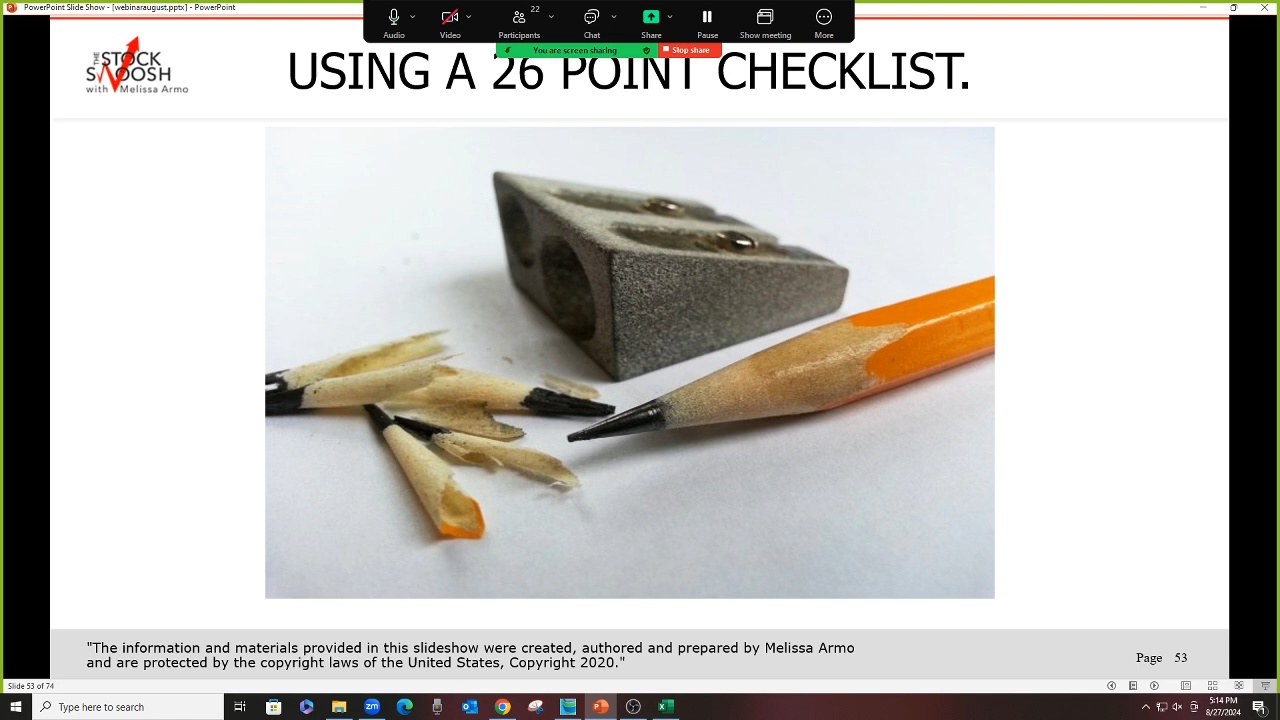 PowerPoint Slide Show - [webinaraugust.pptx] - PowerPoint
22
Audio
Video
Participants
Chat
Share
Pause
Show meeting
More
You are screen sharing
Stop share
THE STOCK
SWOOSH
with Melissa Armo
USING A 26 POINT CHECKLIST.
"The information and materials provided in this slideshow were created, authored and prepared by Melissa Armo
and are protected by the copyright laws of the United States, Copyright 2020."
Page 53
Slide 53 of 74
Type here to search
5:14 PM
8/27/2024